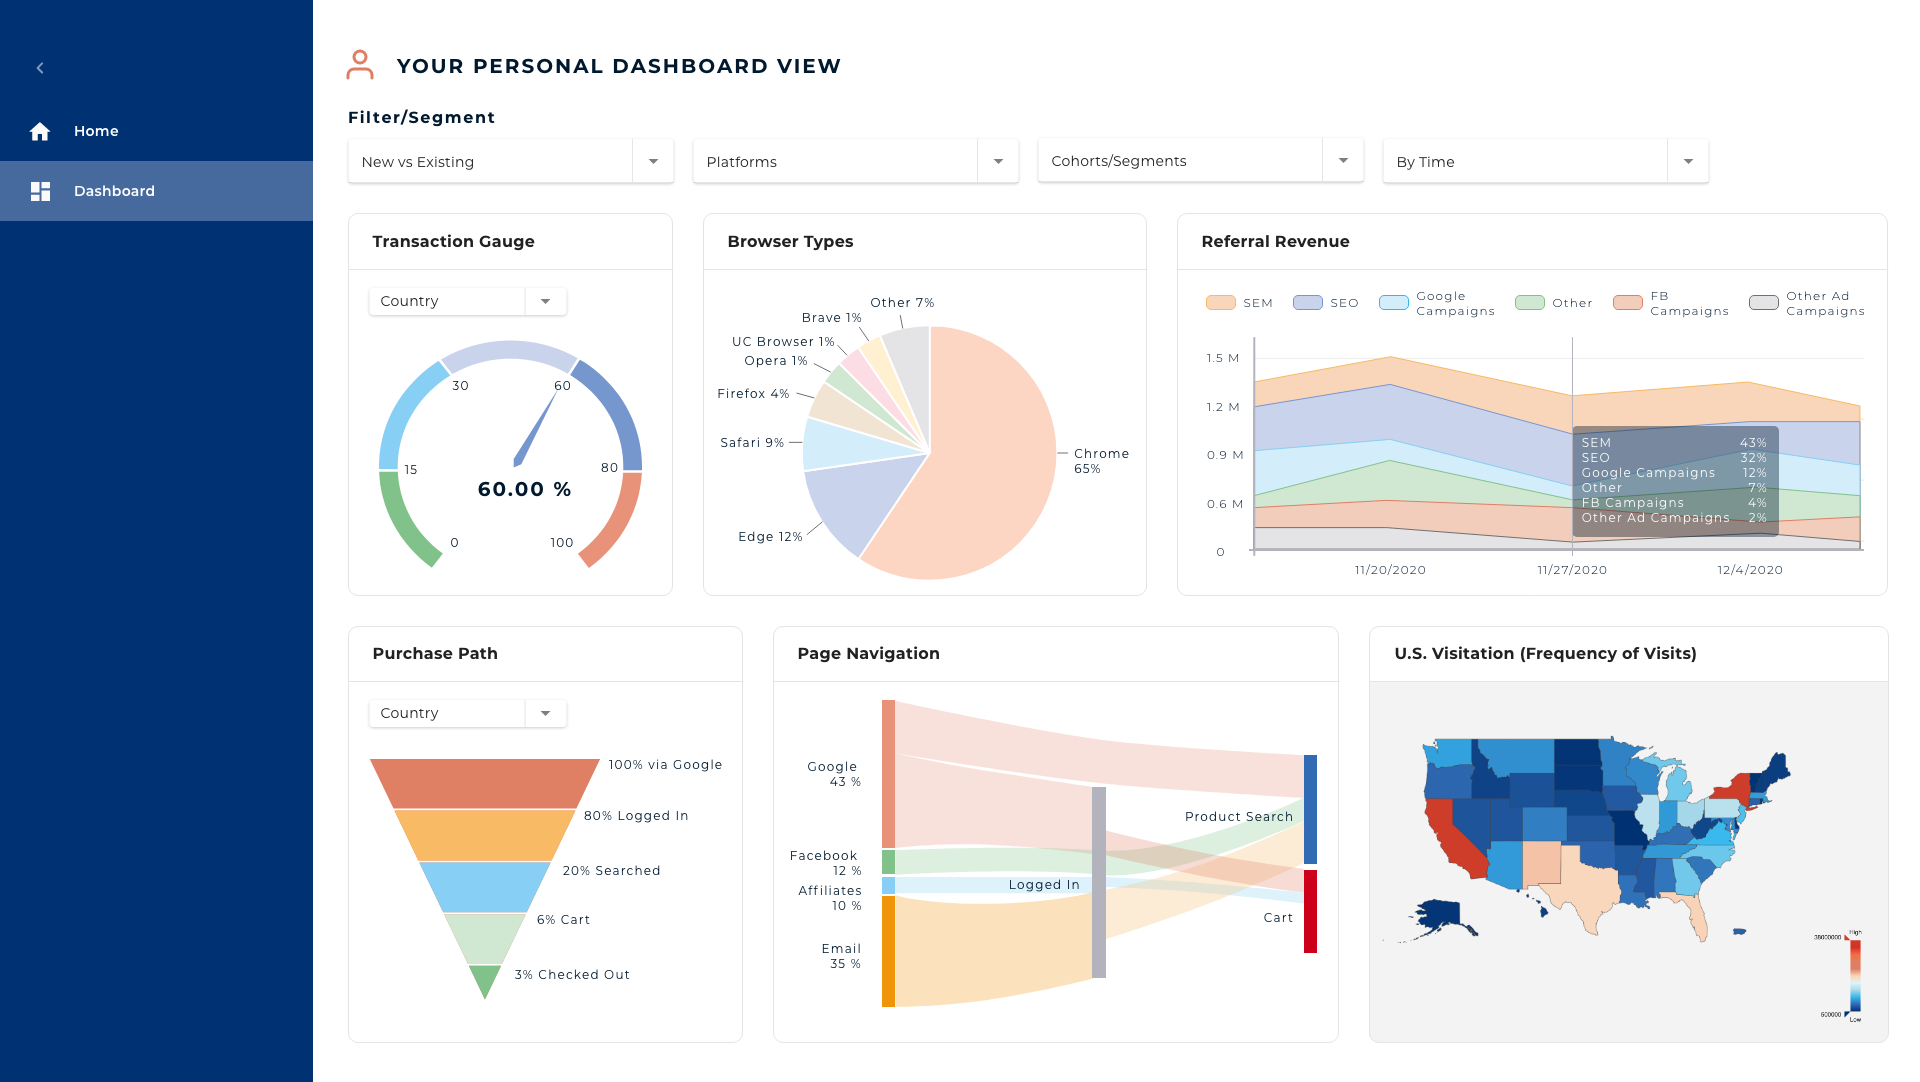 YOUR PERSONAL DASHBOARD VIEW
Home
Dashboard
Filter/Segment
New vs Existing
Platforms
Cohorts/Segments
By Time
Transaction Gauge
Country
0
15
30
60
80
100
60.00 %
Browser Types
Other 7%
Brave 1%
UC Browser 1%
Opera 1%
Firefox 4%
Safari 9%
Edge 12%
Chrome
65%
Referral Revenue
SEM
SEO
Google
Campaigns
Other
FB
Campaigns
Other Ad
Campaigns
1.5 M
1.2 M
0.9 M
0.6 M
0
SEM 43%
SEO 32%
Google Campaigns 12%
Other 7%
FB Campaigns 4%
Other Ad Campaigns 2%
11/20/2020
11/27/2020
12/4/2020
Purchase Path
Country
100% via Google
80% Logged In
20% Searched
6% Cart
3% Checked Out
Page Navigation
Google
43 %
Facebook
12 %
Affiliates
10 %
Email
35 %
Logged In
Product Search
Cart
U.S. Visitation (Frequency of Visits)
High
38000000
500000
Low